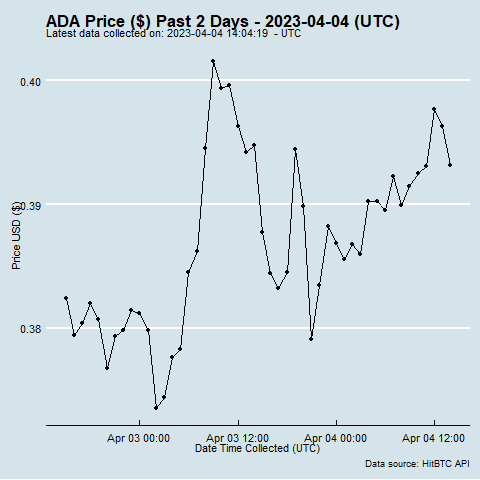 ADA Price ($) Past 2 Days - 2023-04-04 (UTC)
Latest data collected on: 2023-04-04 14:04:19 - UTC
0.40
0.39
Price USD ($)
0.38
Apr 03 00:00 Apr 03 12:00 Apr 04 00:00 Apr 04 12:00
Date Time Collected (UTC)
Data source: HitBTC API